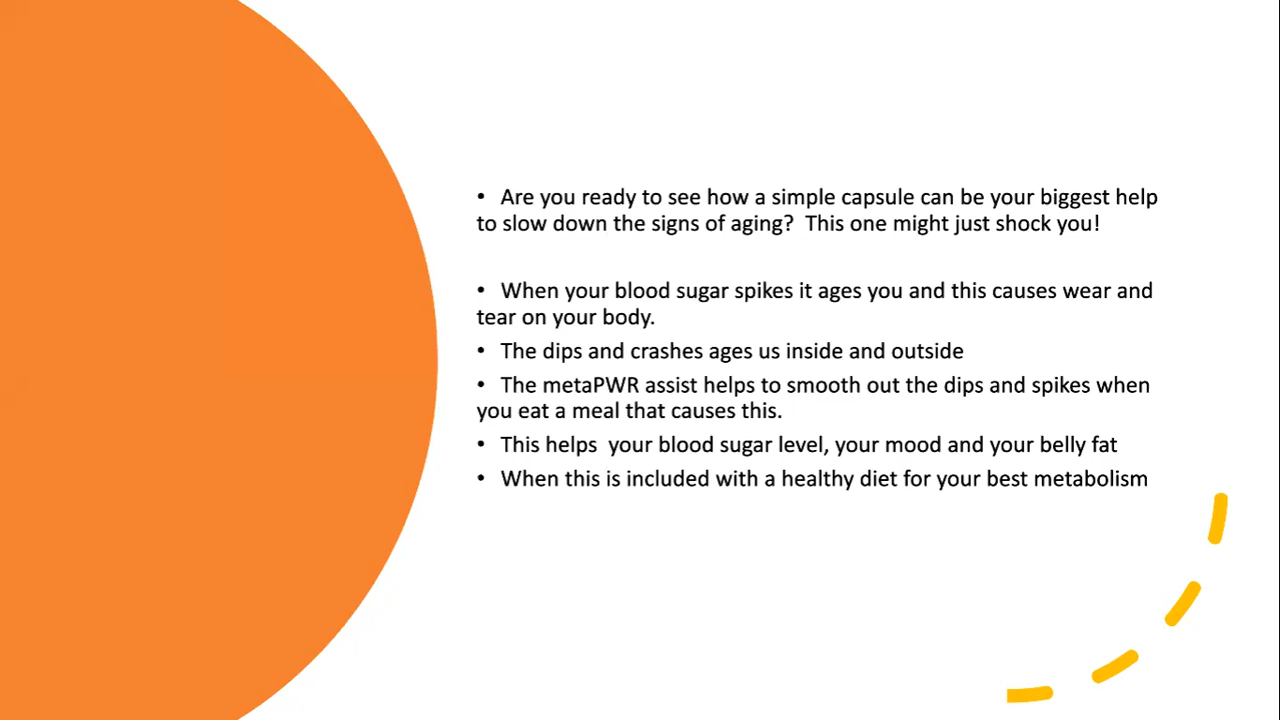 • Are you ready to see how a simple capsule can be your biggest help
to slow down the signs of aging?  This one might just shock you!
• When your blood sugar spikes it ages you and this causes wear and
tear on your body.
• The dips and crashes ages us inside and outside
• The metaPWR assist helps to smooth out the dips and spikes when
you eat a meal that causes this.
• This helps  your blood sugar level, your mood and your belly fat
• When this is included with a healthy diet for your best metabolism